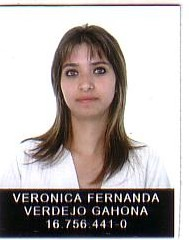 VERONICA FERNANDA
VERDEJO GAHONA
16.756.441-0